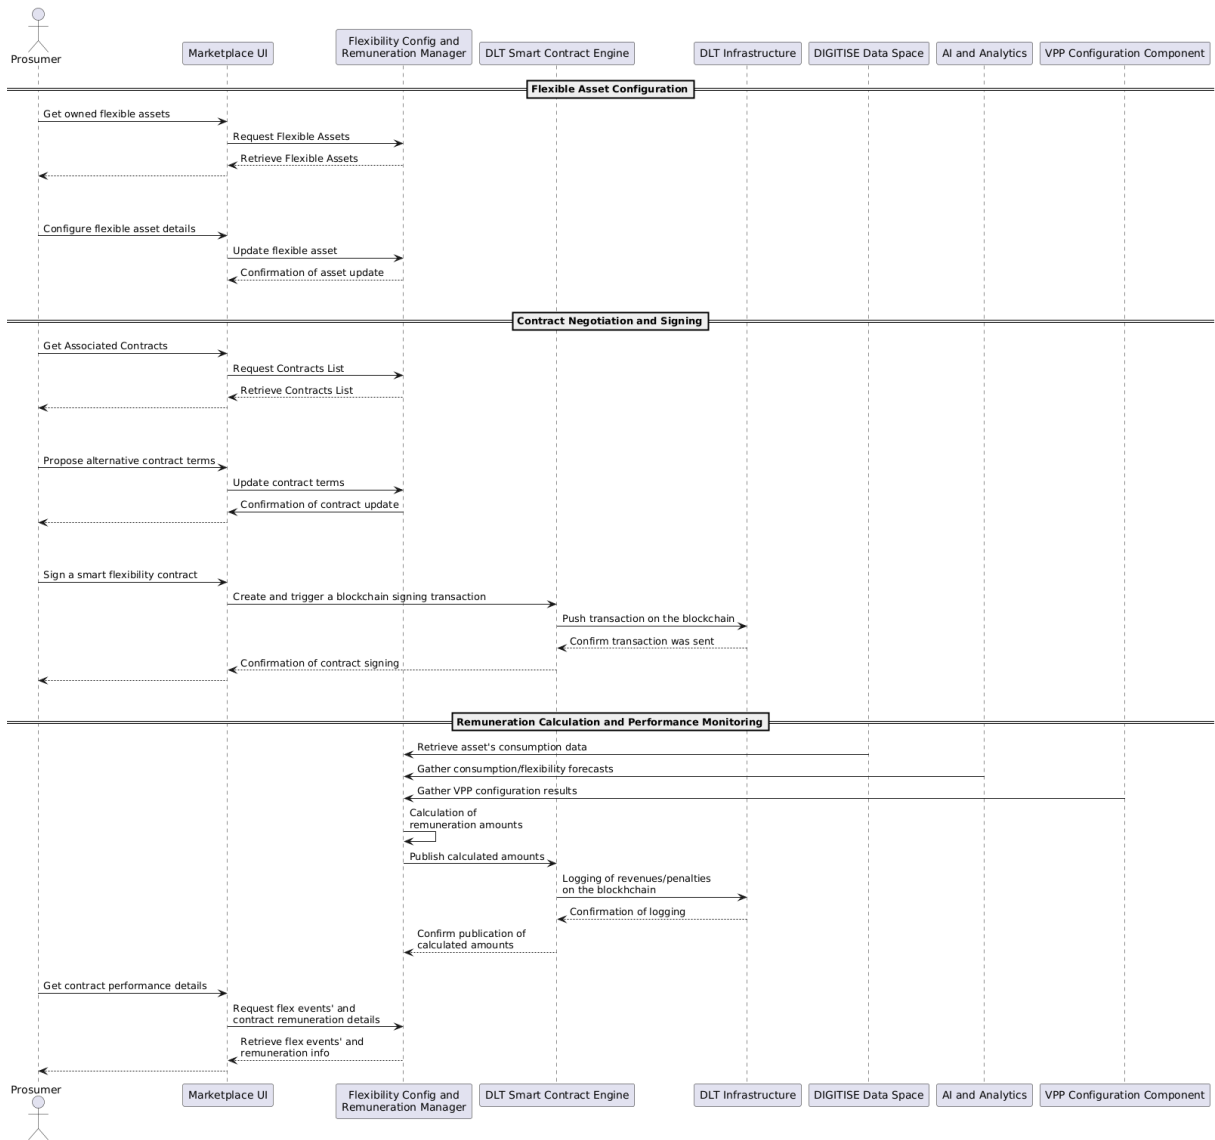 Prosumer
Marketplace UI
Flexibility Config and
Remuneration Manager
DLT Smart Contract Engine
DLT Infrastructure
DIGITISE Data Space
AI and Analytics
VPP Configuration Component
Flexible Asset Configuration
Get owned flexible assets
Request Flexible Assets
Retrieve Flexible Assets
Configure flexible asset details
Update flexible asset
Confirmation of asset update
Contract Negotiation and Signing
Get Associated Contracts
Request Contracts List
Retrieve Contracts List
Propose alternative contract terms
Update contract terms
Confirmation of contract update
Sign a smart flexibility contract
Create and trigger a blockchain signing transaction
Push transaction on the blockchain
Confirm transaction was sent
Confirmation of contract signing
Remuneration Calculation and Performance Monitoring
Retrieve asset's consumption data
Gather consumption/flexibility forecasts
Gather VPP configuration results
Calculation of
remuneration amounts
Publish calculated amounts
Logging of revenues/penalties
on the blockhchain
Confirmation of logging
Confirm publication of
calculated amounts
Get contract performance details
Request flex events' and
contract remuneration details
Retrieve flex events' and
remuneration info
Prosumer
Marketplace UI
Flexibility Config and
Remuneration Manager
DLT Smart Contract Engine
DLT Infrastructure
DIGITISE Data Space
AI and Analytics
VPP Configuration Component